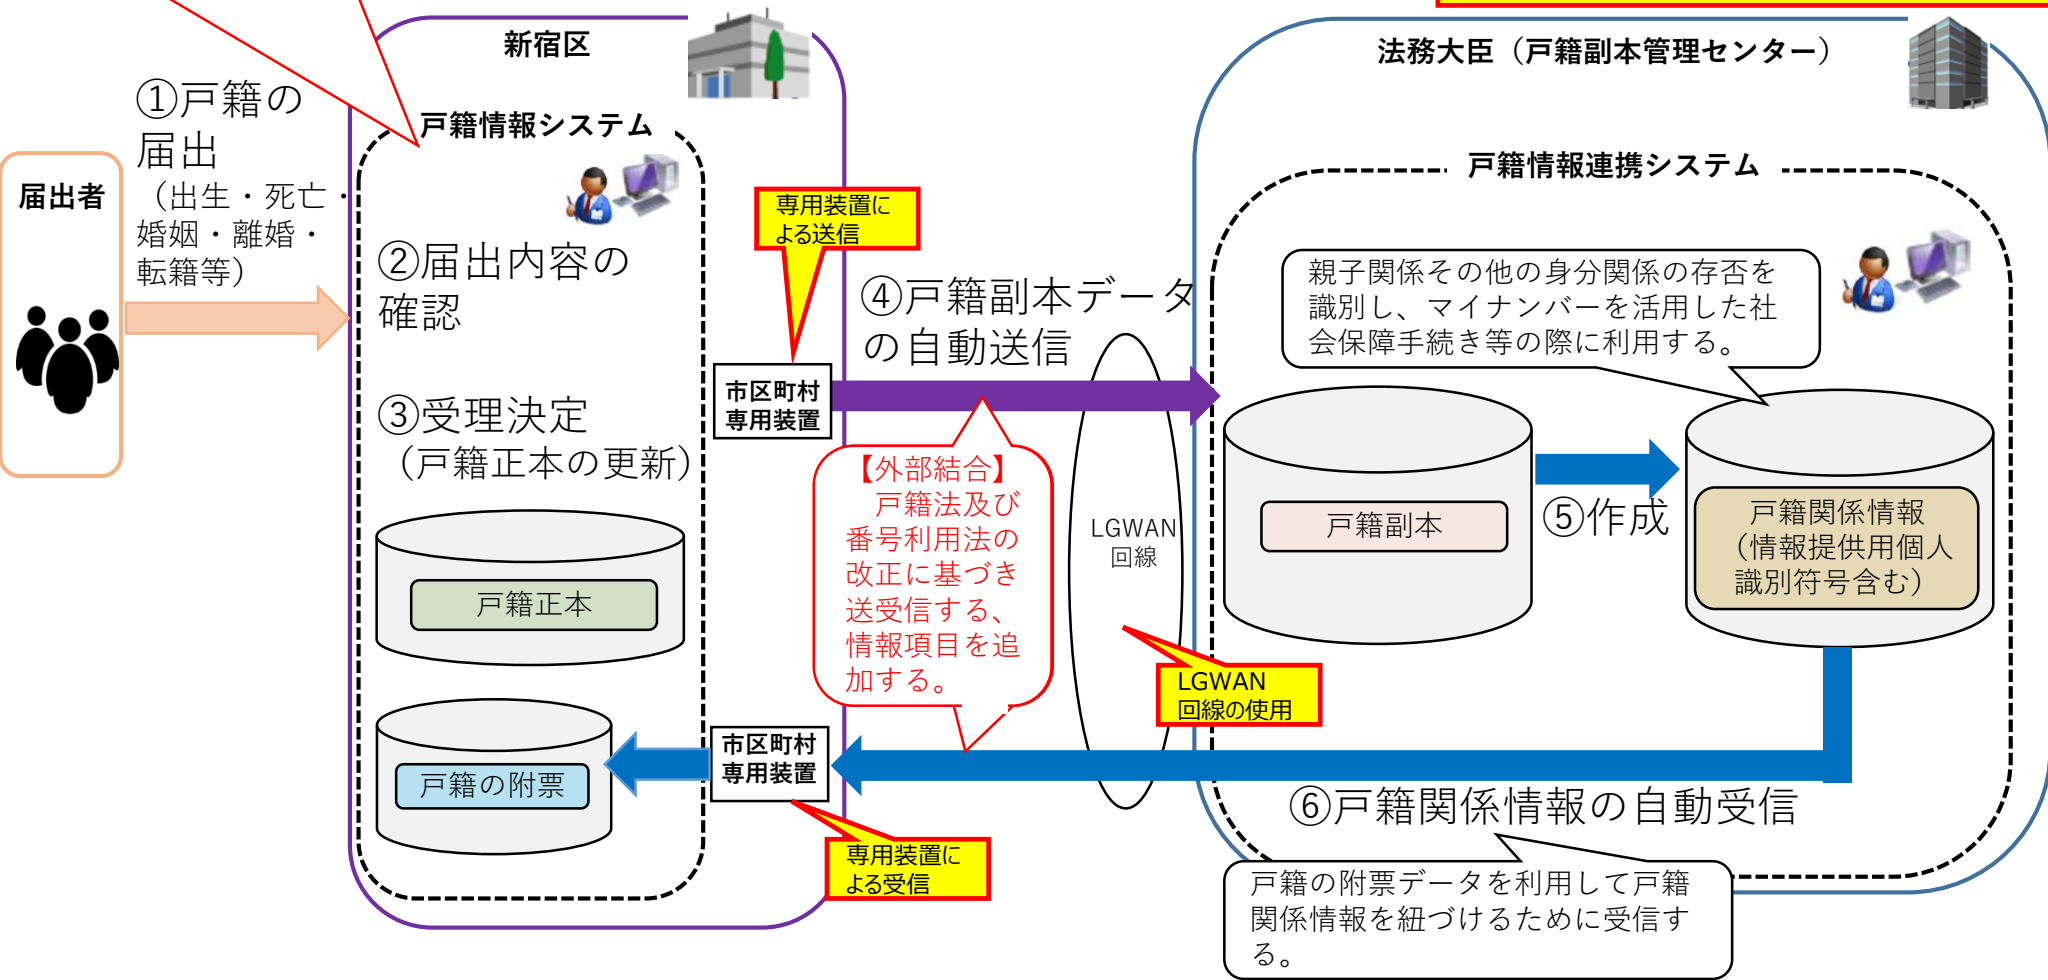 新宿区
法務大臣（戸籍副本管理センター）
①戸籍の
届出
（出生・死亡・
婚姻・離婚・
転籍等）
届出者
戸籍情報システム
②届出内容の
確認
③受理決定
（戸籍正本の更新）
戸籍正本
戸籍の附票
専用装置に
よる送信
④戸籍副本データ
の自動送信
市区町村
専用装置
【外部結合】
戸籍法及び
番号利用法の
改正に基づき
送受信する、
情報項目を追
加する。
LGWAN
回線
LGWAN
回線の使用
市区町村
専用装置
専用装置に
よる受信
戸籍情報連携システム
親子関係その他の身分関係の存否を
識別し、マイナンバーを活用した社
会保障手続き等の際に利用する。
戸籍副本
⑤作成
戸籍関係情報
（情報提供用個人
識別符号含む）
⑥戸籍関係情報の自動受信
戸籍の附票データを利用して戸籍
関係情報を紐づけるために受信す
る。